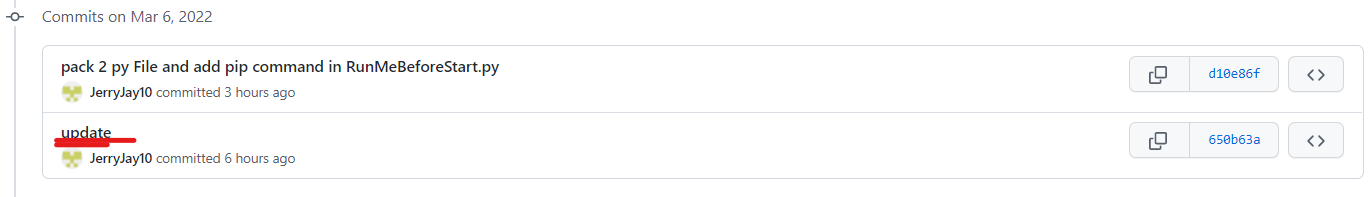 Commits on Mar 6, 2022
pack 2 py File and add pip command in RunMeBeforeStart.py
d10e86f
JerryJay10 committed 3 hours ago
update
650b63a
JerryJay10 committed 6 hours ago